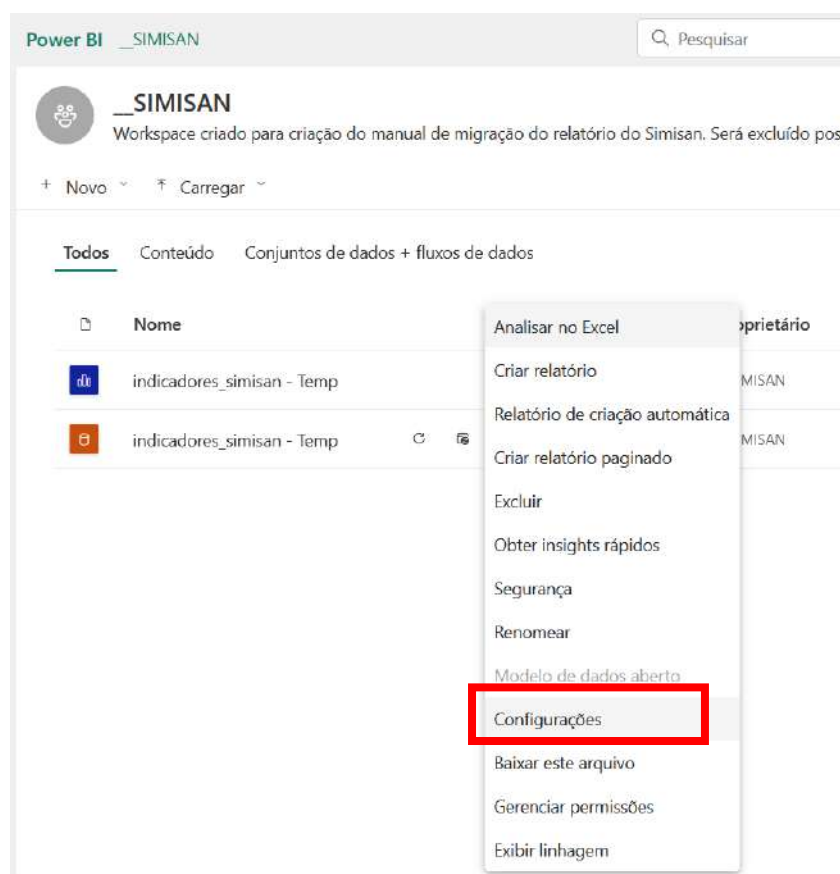 Power BI __SIMISAN
Pesquisar
__SIMISAN
Workspace criado para criação do manual de migração do relatório do Simisan. Será excluído pos
+ Novo Carregar
Todos Conteúdo Conjuntos de dados + fluxos de dados
Nome
oprietário
indicadores_simisan - Temp
MISAN
indicadores_simisan - Temp
MISAN
Analisar no Excel
Criar relatório
Relatório de criação automática
Criar relatório paginado
Excluir
Obter insights rápidos
Segurança
Renomear
Modelo de dados aberto
Configurações
Baixar este arquivo
Gerenciar permissões
Exibir linhagem